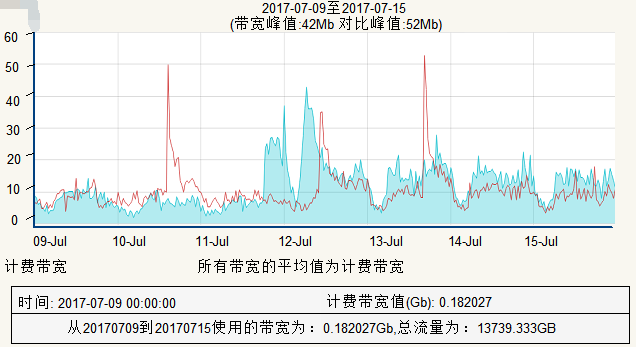 2017-07-09至2017-07-15
(带宽峰值:42Mb 对比峰值:52Mb)
60
50
40
30
20
10
0
09-Jul 10-Jul 11-Jul 12-Jul 13-Jul 14-Jul 15-Jul
计费带宽 所有带宽的平均值为计费带宽
时间: 2017-07-09 00:00:00 计费带宽值(Gb): 0.182027
从20170709到20170715使用的带宽为：0.182027Gb,总流量为：13739.333GB